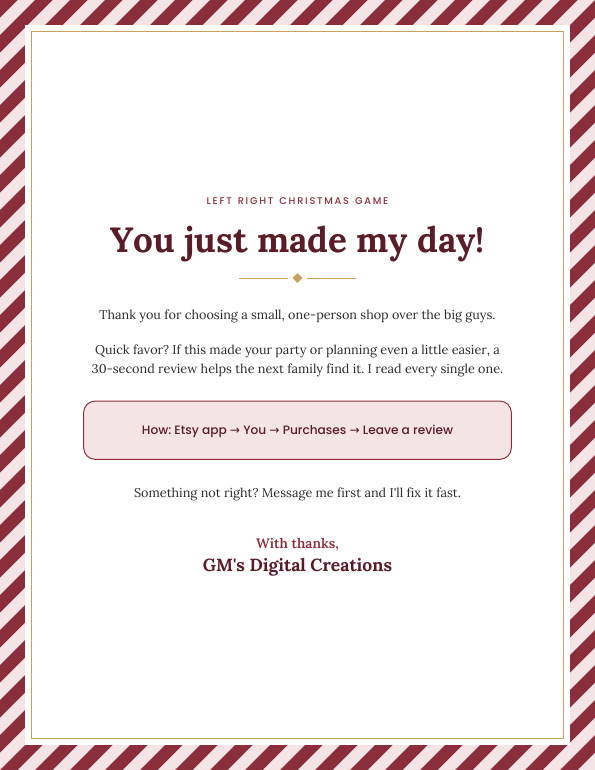 LEFT RIGHT CHRISTMAS GAME
You just made my day!
Thank you for choosing a small, one-person shop over the big guys.
Quick favor? If this made your party or planning even a little easier, a
30-second review helps the next family find it. I read every single one.
How: Etsy app → You → Purchases → Leave a review
Something not right? Message me first and I'll fix it fast.
With thanks,
GM's Digital Creations